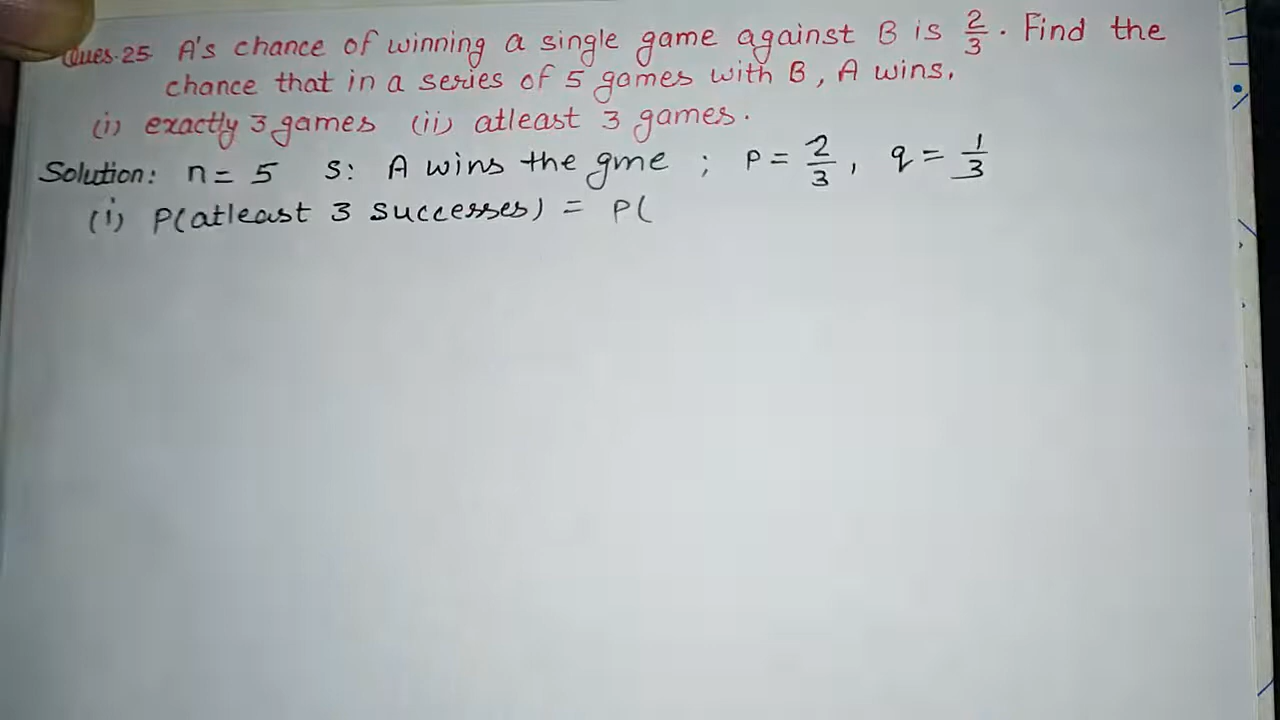 Ques.25 A's chance of winning a single game against B is 2/3. Find the
chance that in a series of 5 games with B, A wins,
(i) exactly 3 games (ii) atleast 3 games.
Solution: n = 5 S: A wins the gme ; P = 2/3, q = 1/3
(i) P(atleast 3 successes) = P(